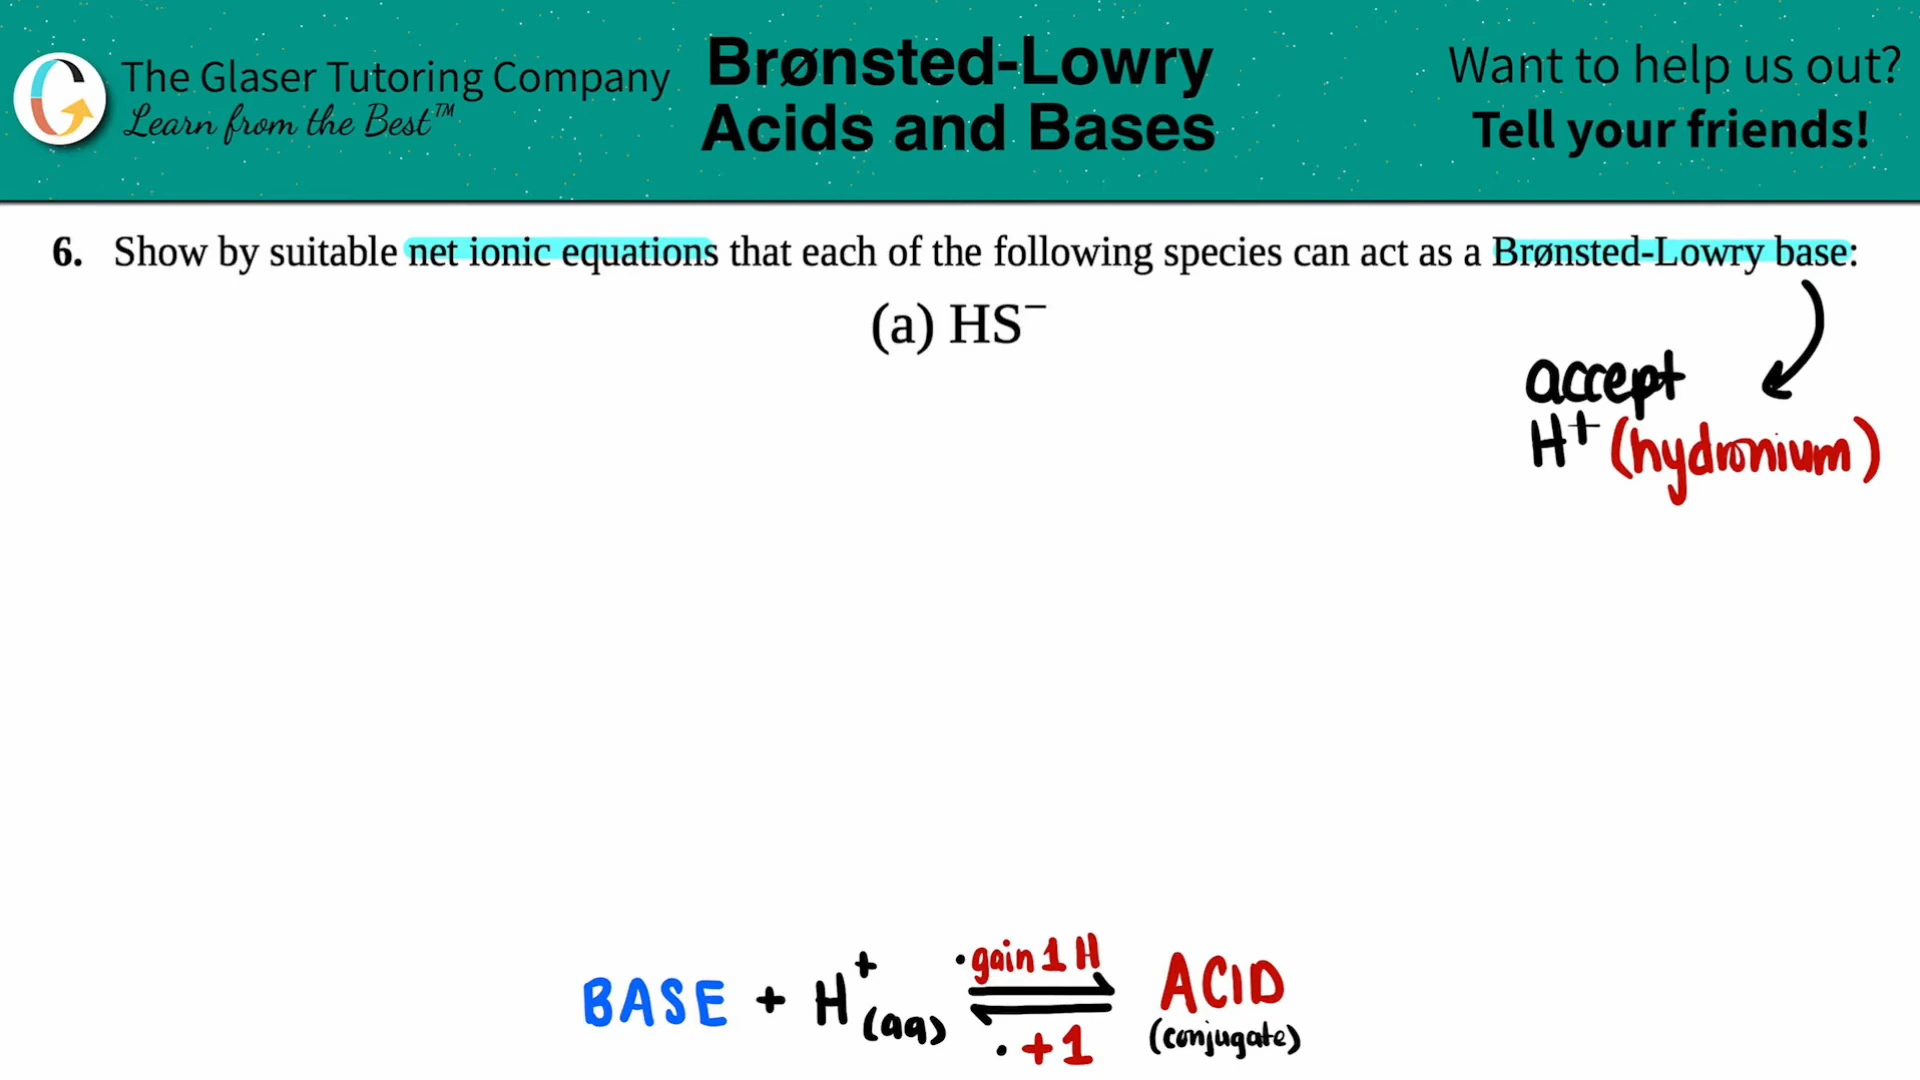 The Glaser Tutoring Company
Learn from the Best™
Brønsted-Lowry
Acids and Bases
Want to help us out?
Tell your friends!
6. Show by suitable net ionic equations that each of the following species can act as a Brønsted-Lowry base:
(a) HS⁻
accept
H⁺ (hydronium)
• gain 1 H
BASE + H⁺(aq) ⇌ ACID
• +1
(conjugate)